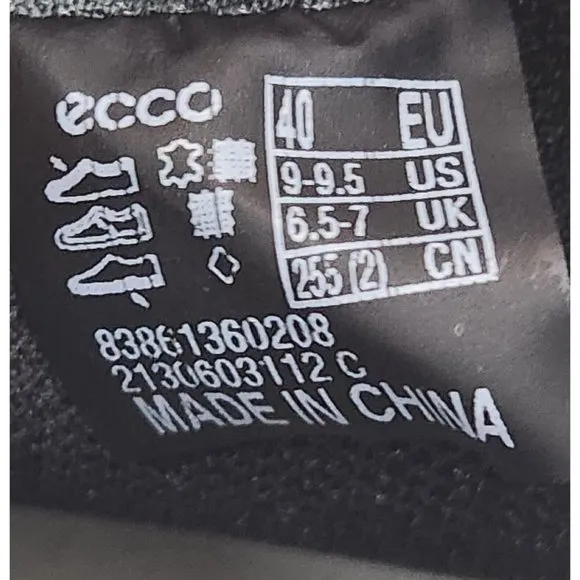 ecco
40 EU
9-9.5 US
6.5-7 UK
255 (2) CN
83861360208
2130603112 C
MADE IN CHINA